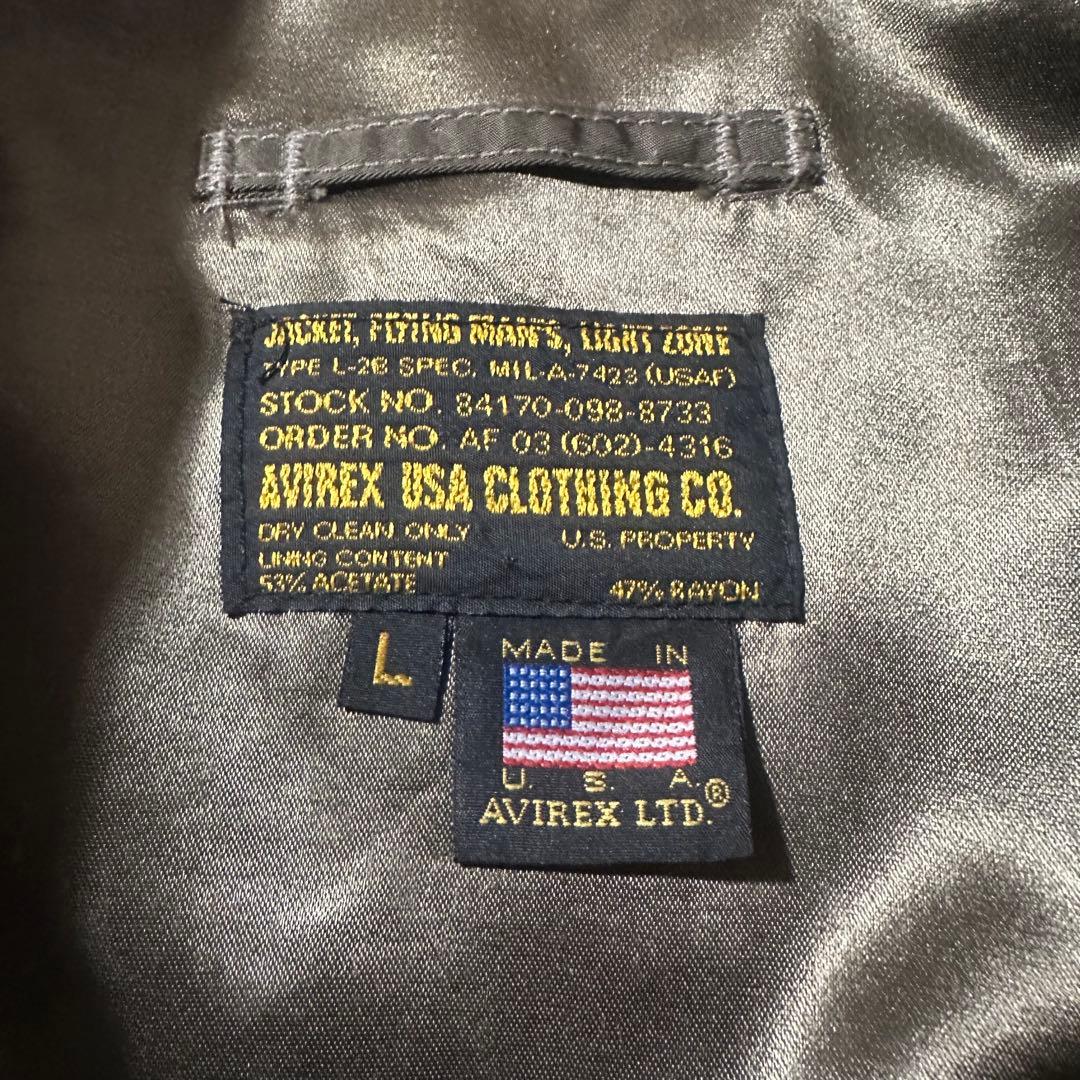 JACKET, FLYING MAN'S, LIGHT ZONE
TYPE L-2B SPEC. MIL-A-7423 (USAF)
STOCK NO. 84170-098-8733
ORDER NO. AF 03 (602)-4316
AVIREX USA CLOTHING CO.
DRY CLEAN ONLY U.S. PROPERTY
LINING CONTENT
53% ACETATE 47% RAYON
L
MADE IN
U. S. A.
AVIREX LTD.®